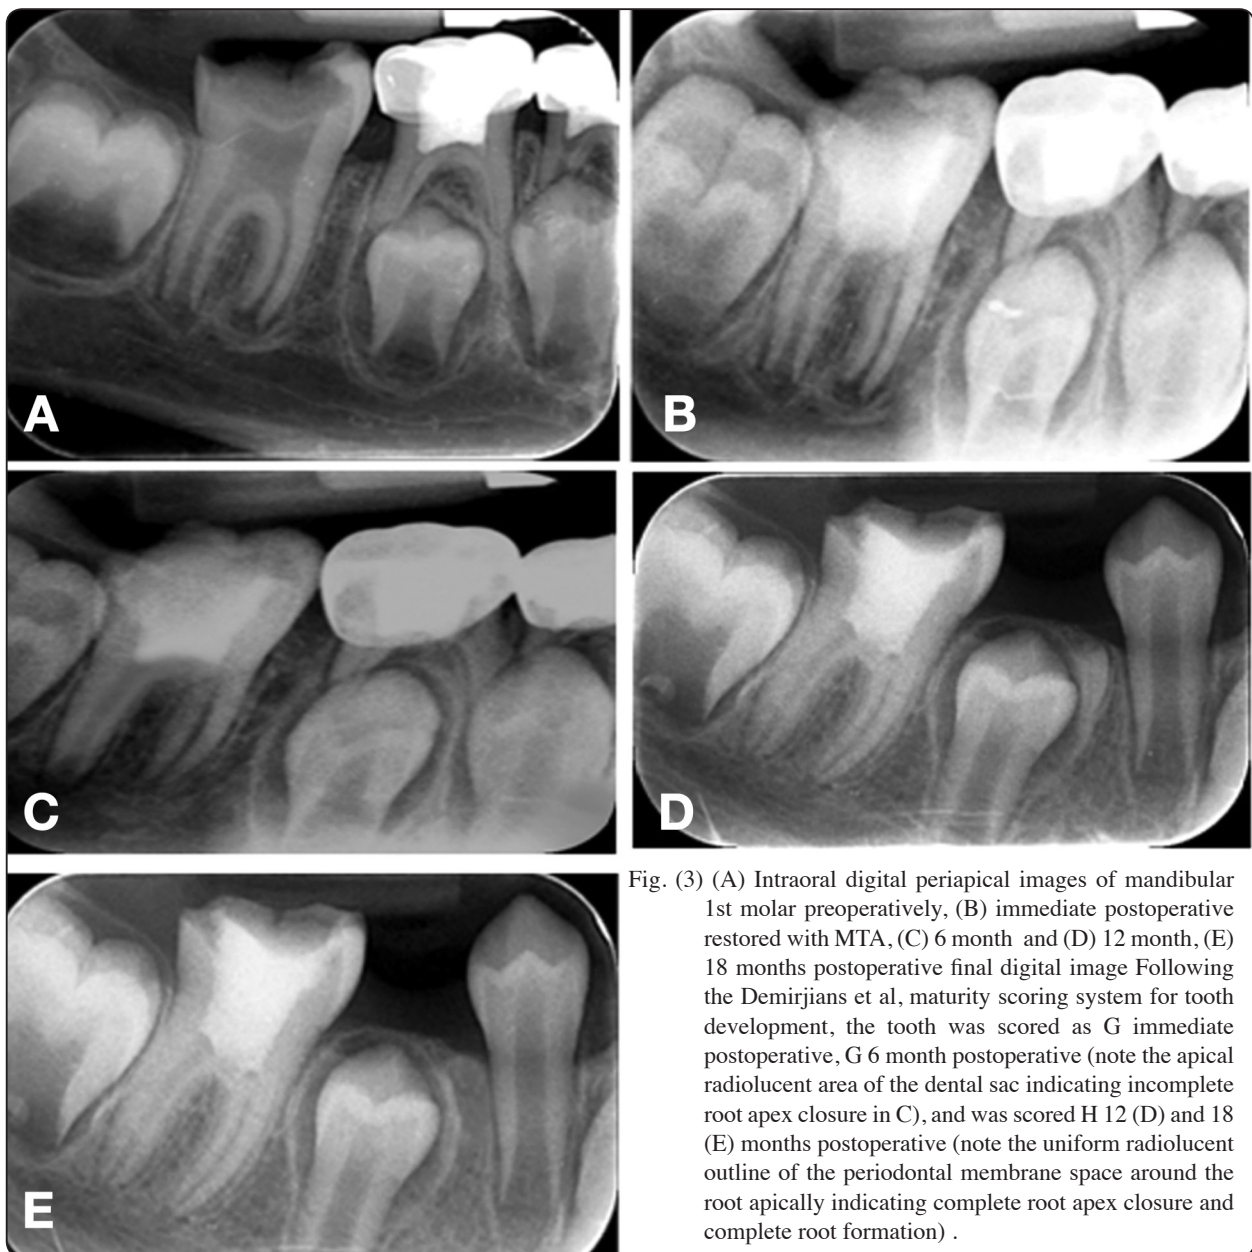 A
B
C
D
E
Fig. (3) (A) Intraoral digital periapical images of mandibular
1st molar preoperatively, (B) immediate postoperative
restored with MTA, (C) 6 month and (D) 12 month, (E)
18 months postoperative final digital image Following
the Demirjians et al, maturity scoring system for tooth
development, the tooth was scored as G immediate
postoperative, G 6 month postoperative (note the apical
radiolucent area of the dental sac indicating incomplete
root apex closure in C), and was scored H 12 (D) and 18
(E) months postoperative (note the uniform radiolucent
outline of the periodontal membrane space around the
root apically indicating complete root apex closure and
complete root formation) .